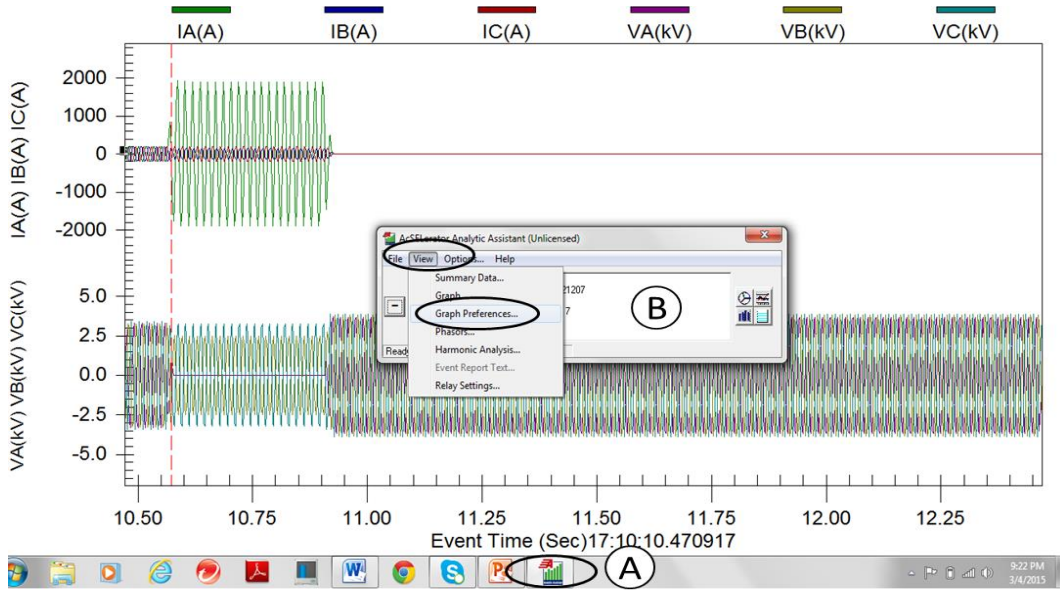 IA(A) IB(A) IC(A) VA(kV) VB(kV) VC(kV)
IA(A) IB(A) IC(A)
2000
1000
0
-1000
-2000
VA(kV) VB(kV) VC(kV)
5.0
2.5
0.0
-2.5
-5.0
AcSELerator Analytic Assistant (Unlicensed)
File View Options... Help
Summary Data...
Graph...
Graph Preferences...
Phasors...
Harmonic Analysis...
Event Report Text...
Relay Settings...
21207
7
B
Ready
10.50 10.75 11.00 11.25 11.50 11.75 12.00 12.25
Event Time (Sec)17:10:10.470917
A
9:22 PM
3/4/2015